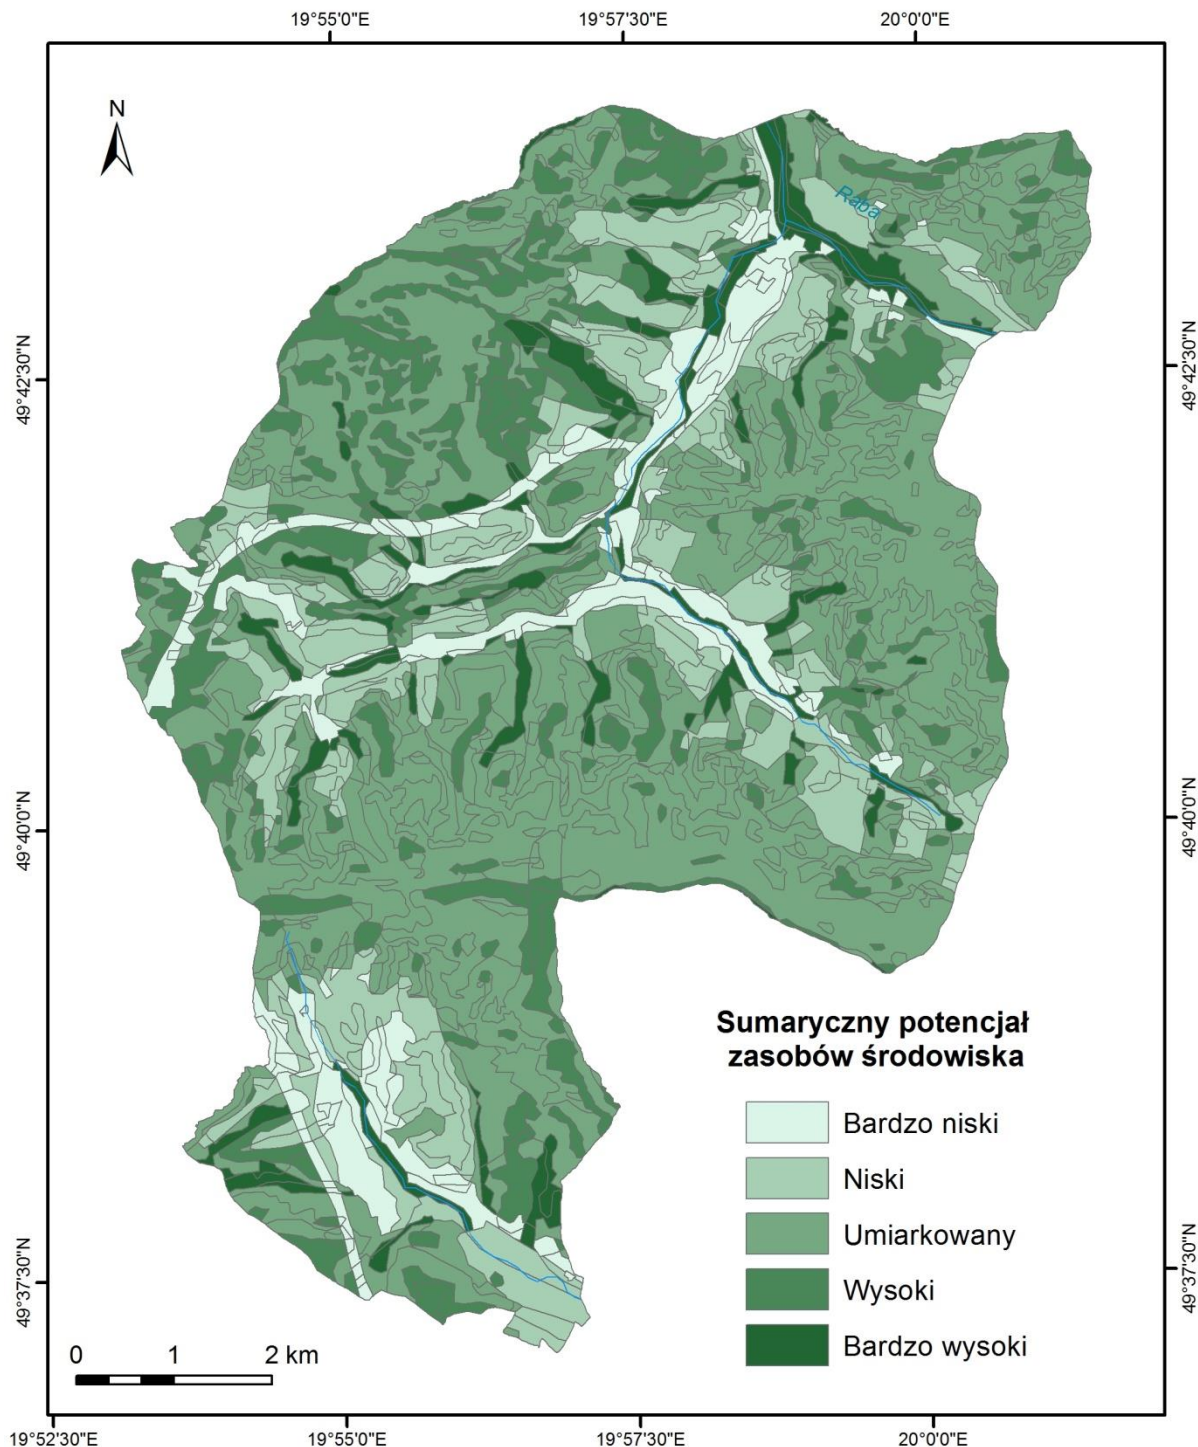 19°55'0"E
19°57'30"E
20°0'0"E
N
Raba
49°42'30"N
49°42'30"N
49°40'0"N
49°40'0"N
Sumaryczny potencjał
zasobów środowiska
Bardzo niski
Niski
Umiarkowany
Wysoki
Bardzo wysoki
49°37'30"N
49°37'30"N
0 1 2 km
19°52'30"E
19°55'0"E
19°57'30"E
20°0'0"E